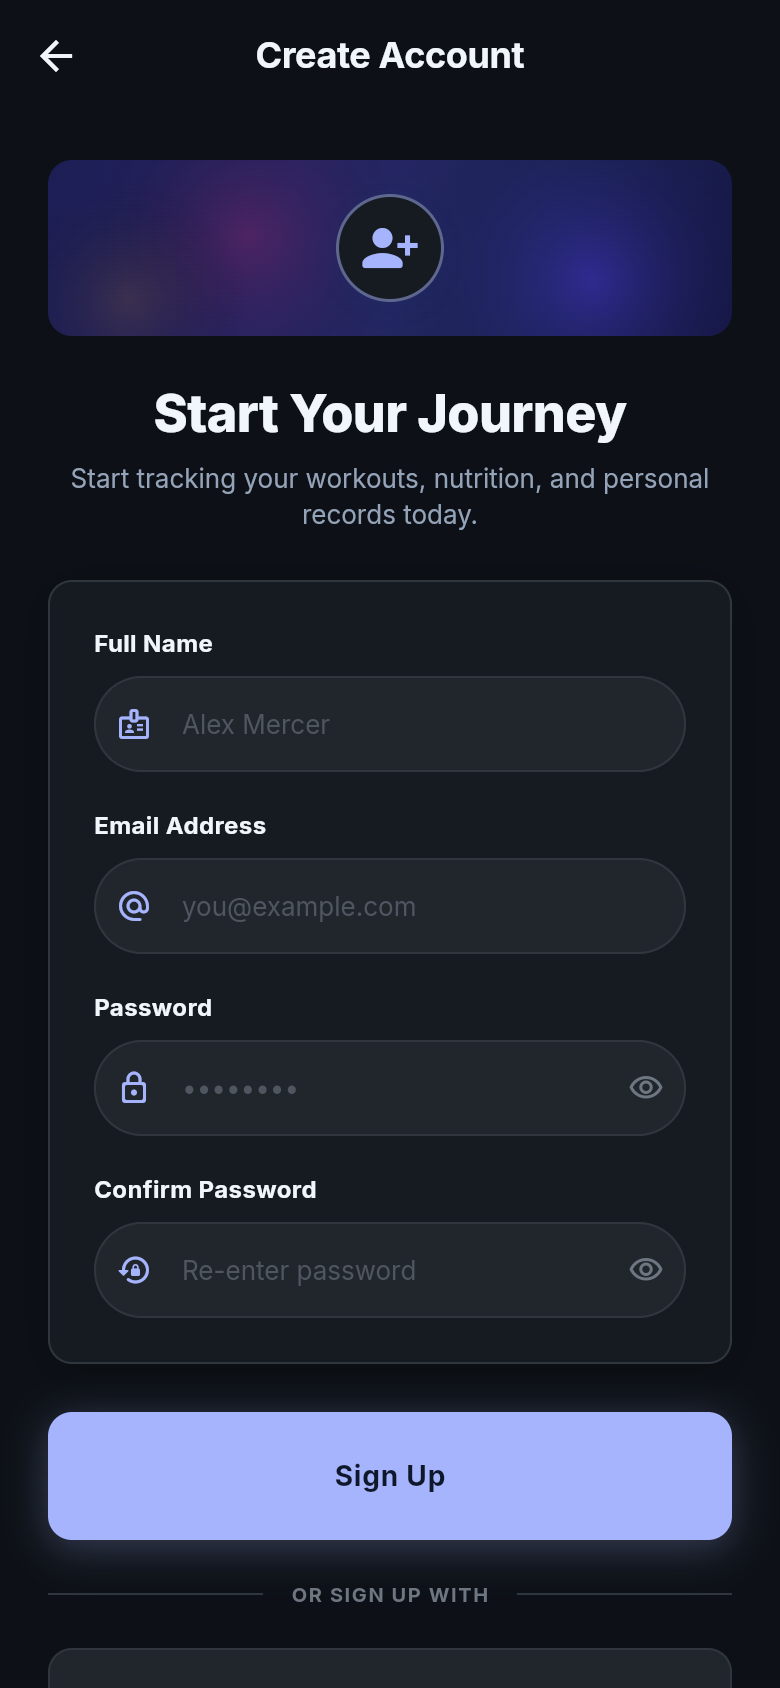 Create Account
Start Your Journey
Start tracking your workouts, nutrition, and personal
records today.
Full Name
Alex Mercer
Email Address
you@example.com
Password
••••••••
Confirm Password
Re-enter password
Sign Up
OR SIGN UP WITH